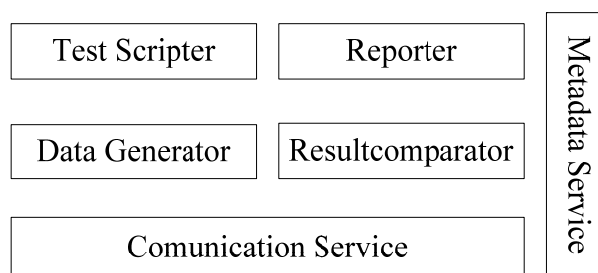 Test Scripter
Reporter
Data Generator
Resultcomparator
Comunication Service
Metadata Service